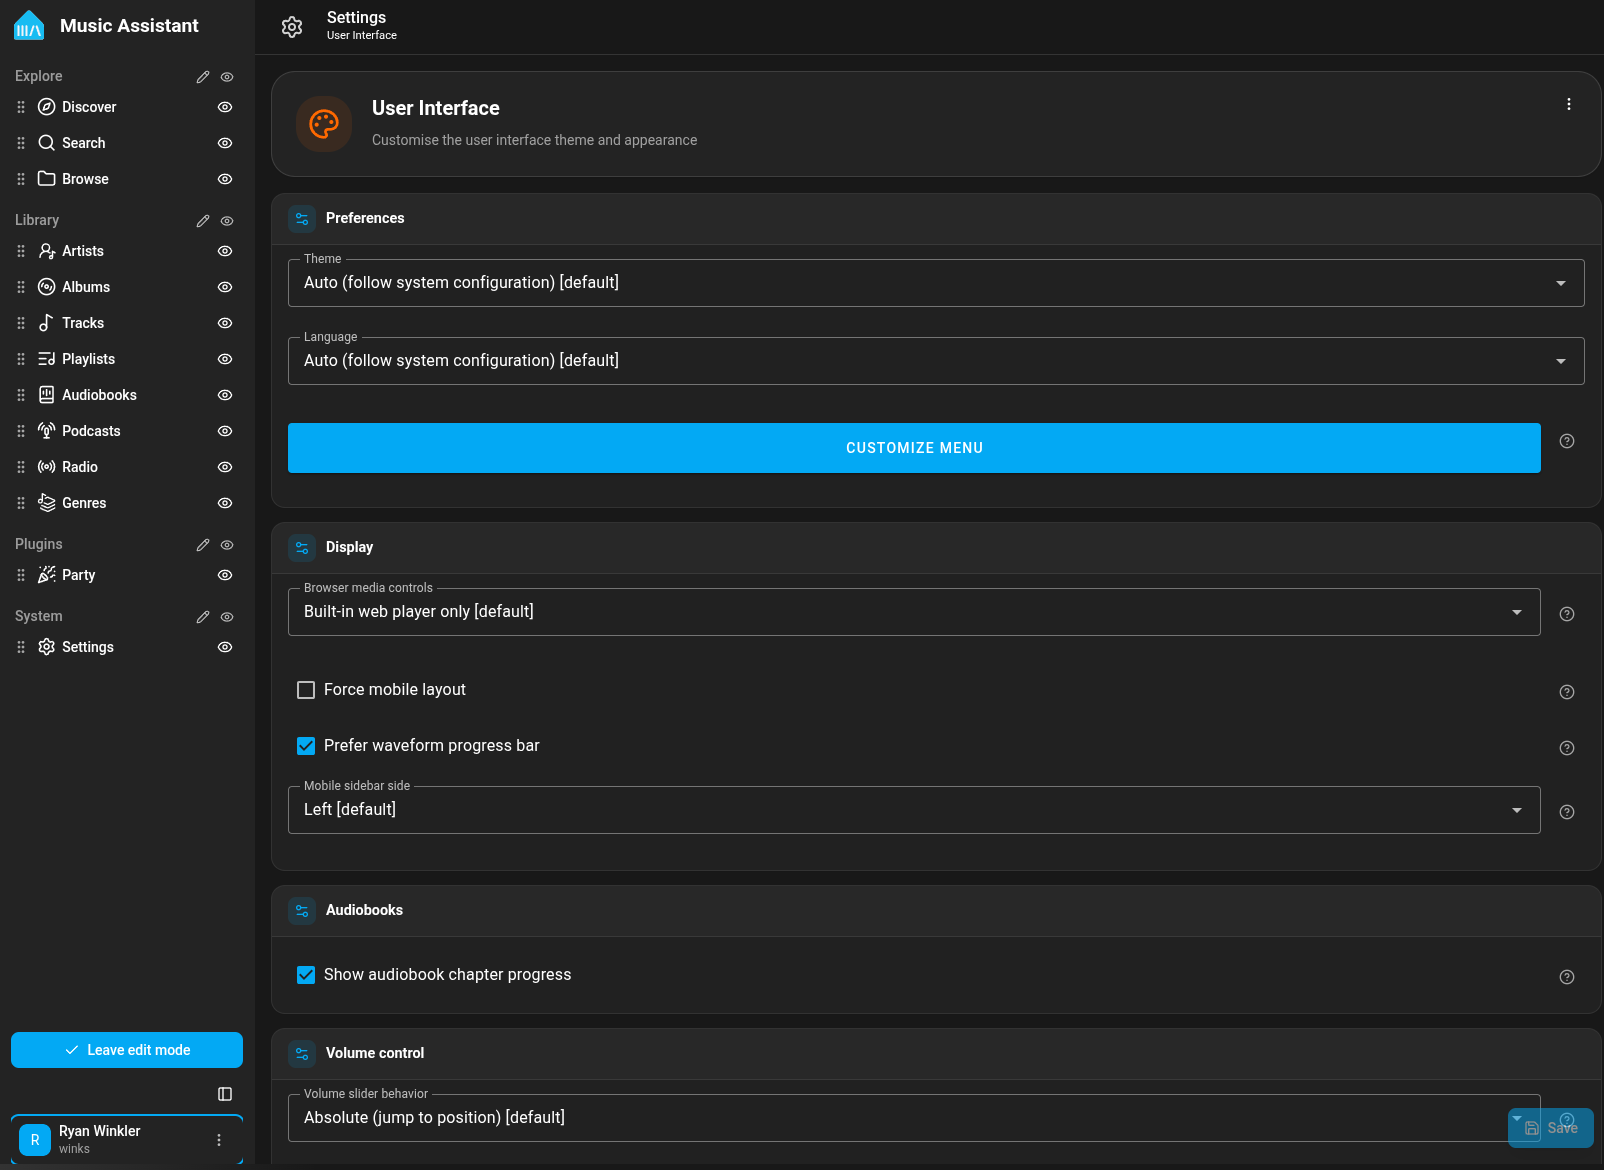 Music Assistant
Explore
Discover
Search
Browse
Library
Artists
Albums
Tracks
Playlists
Audiobooks
Podcasts
Radio
Genres
Plugins
Party
System
Settings
Leave edit mode
R
Ryan Winkler
winks
Settings
User Interface
User Interface
Customise the user interface theme and appearance
Preferences
Theme
Auto (follow system configuration) [default]
Language
Auto (follow system configuration) [default]
CUSTOMIZE MENU
Display
Browser media controls
Built-in web player only [default]
Force mobile layout
Prefer waveform progress bar
Mobile sidebar side
Left [default]
Audiobooks
Show audiobook chapter progress
Volume control
Volume slider behavior
Absolute (jump to position) [default]
Save